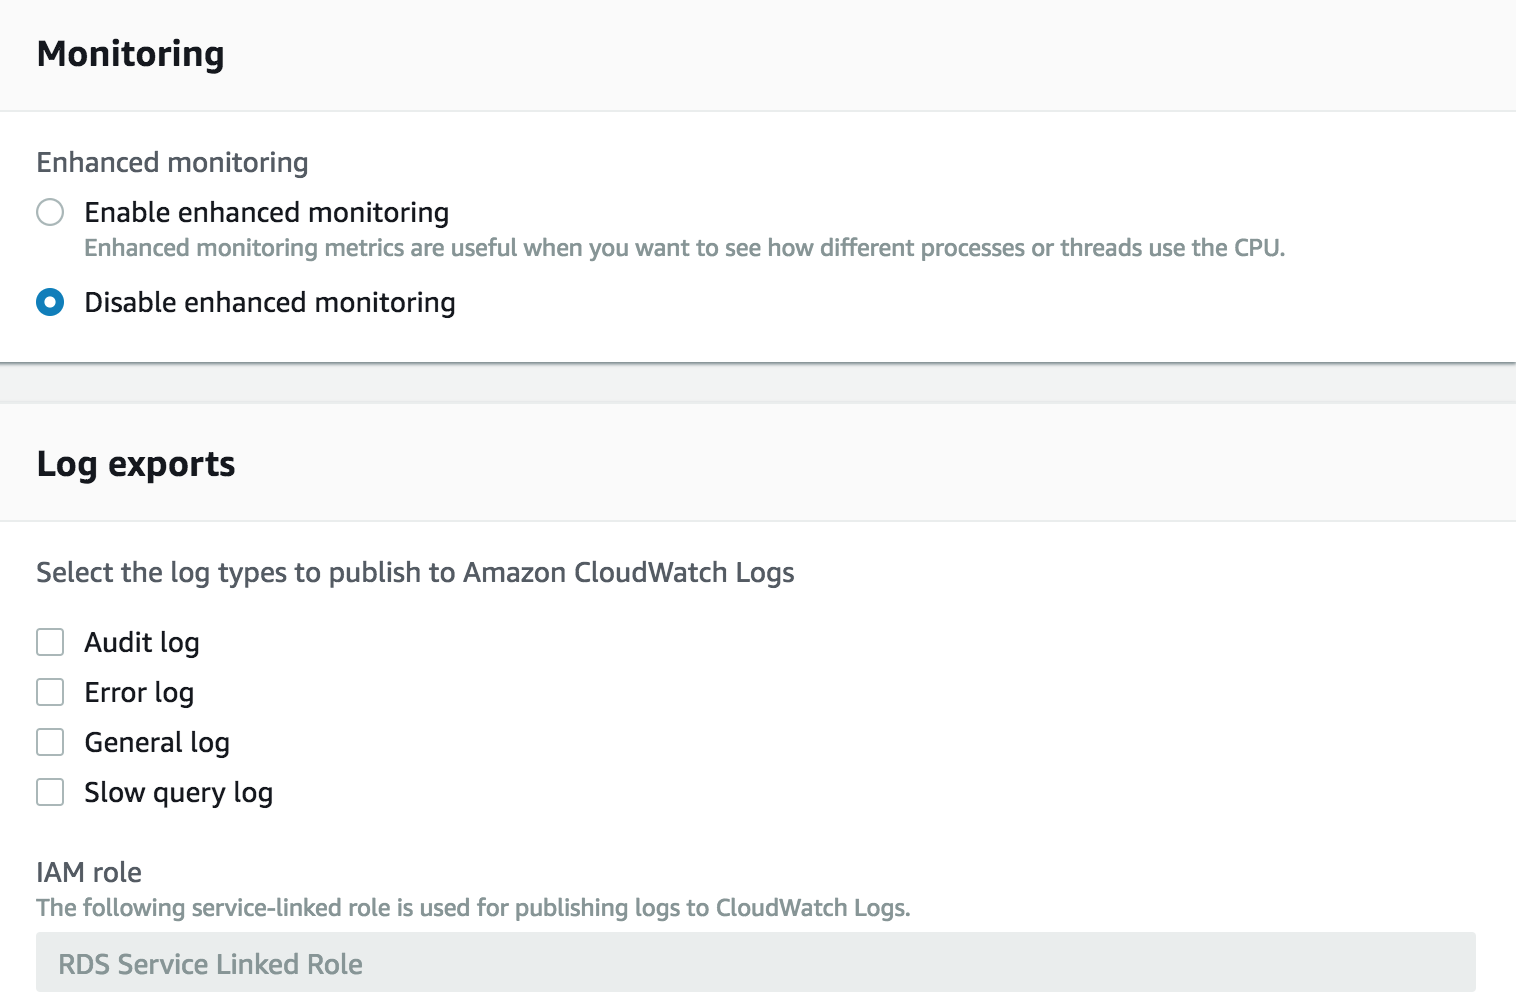 Monitoring
Enhanced monitoring
Enable enhanced monitoring
Enhanced monitoring metrics are useful when you want to see how different processes or threads use the CPU.
Disable enhanced monitoring
Log exports
Select the log types to publish to Amazon CloudWatch Logs
Audit log
Error log
General log
Slow query log
IAM role
The following service-linked role is used for publishing logs to CloudWatch Logs.
RDS Service Linked Role